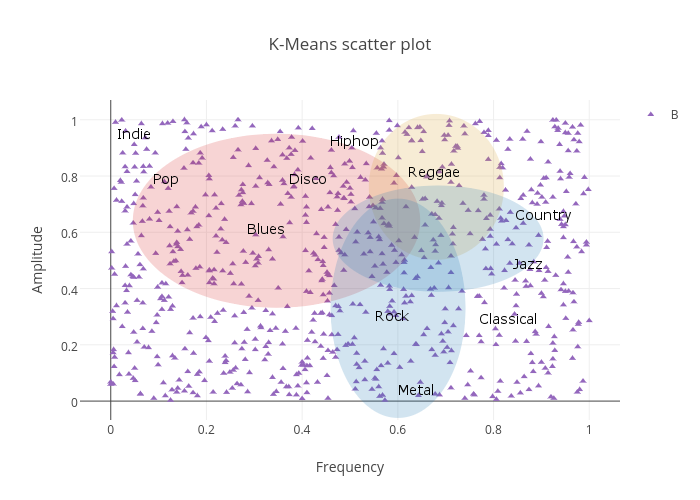 K-Means scatter plot
B
Indie
Hiphop
Pop
Disco
Reggae
Blues
Country
Jazz
Rock
Classical
Metal
1
0.8
0.6
0.4
0.2
0
Amplitude
0
0.2
0.4
0.6
0.8
1
Frequency